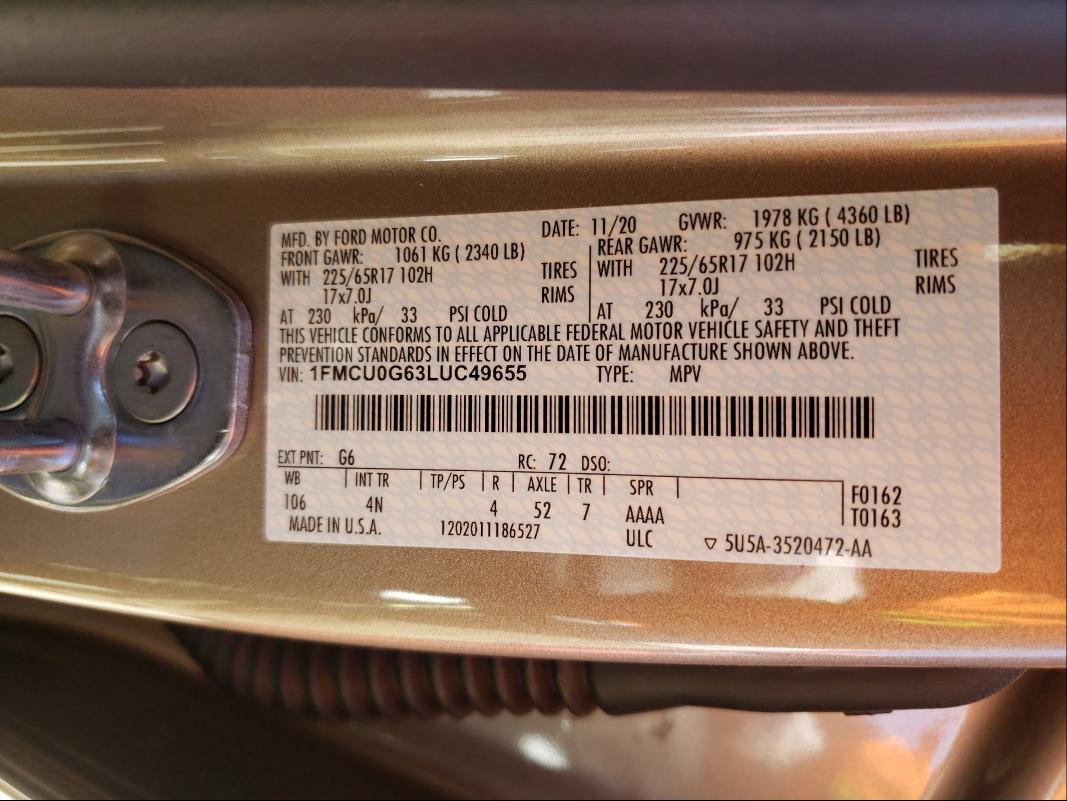 MFD. BY FORD MOTOR CO. DATE: 11/20 GVWR: 1978 KG ( 4360 LB)
FRONT GAWR: 1061 KG ( 2340 LB) REAR GAWR: 975 KG ( 2150 LB)
WITH 225/65R17 102H TIRES WITH 225/65R17 102H TIRES
17x7.0J RIMS 17x7.0J RIMS
AT 230 kPa/ 33 PSI COLD AT 230 kPa/ 33 PSI COLD
THIS VEHICLE CONFORMS TO ALL APPLICABLE FEDERAL MOTOR VEHICLE SAFETY AND THEFT
PREVENTION STANDARDS IN EFFECT ON THE DATE OF MANUFACTURE SHOWN ABOVE.
VIN: 1FMCU0G63LUC49655 TYPE: MPV
EXT PNT: G6 RC: 72 DSO:
WB INT TR TP/PS R AXLE TR SPR
106 4N 4 52 7 AAAA
F0162
T0163
MADE IN U.S.A. 1202011186527 ULC ▽ 5U5A-3520472-AA